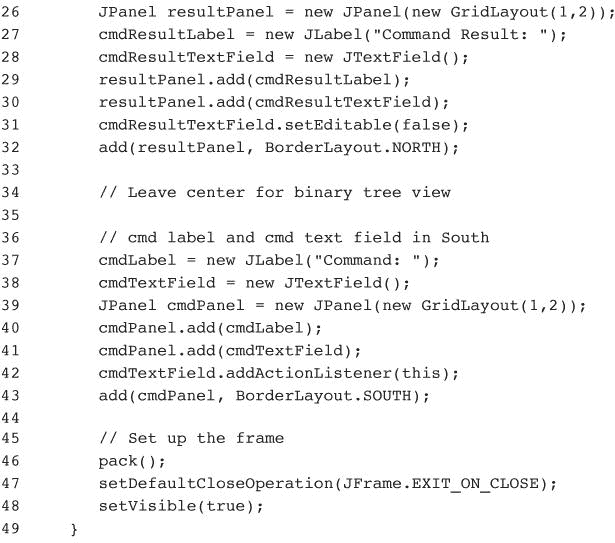 26 JPanel resultPanel = new JPanel(new GridLayout(1,2));
27 cmdResultLabel = new JLabel("Command Result: ");
28 cmdResultTextField = new JTextField();
29 resultPanel.add(cmdResultLabel);
30 resultPanel.add(cmdResultTextField);
31 cmdResultTextField.setEditable(false);
32 add(resultPanel, BorderLayout.NORTH);
33
34 // Leave center for binary tree view
35
36 // cmd label and cmd text field in South
37 cmdLabel = new JLabel("Command: ");
38 cmdTextField = new JTextField();
39 JPanel cmdPanel = new JPanel(new GridLayout(1,2));
40 cmdPanel.add(cmdLabel);
41 cmdPanel.add(cmdTextField);
42 cmdTextField.addActionListener(this);
43 add(cmdPanel, BorderLayout.SOUTH);
44
45 // Set up the frame
46 pack();
47 setDefaultCloseOperation(JFrame.EXIT_ON_CLOSE);
48 setVisible(true);
49 }